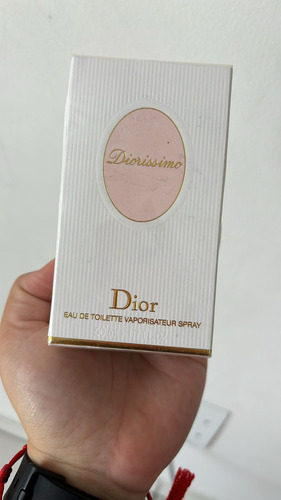 Diorissimo
Dior
EAU DE TOILETTE VAPORISATEUR SPRAY